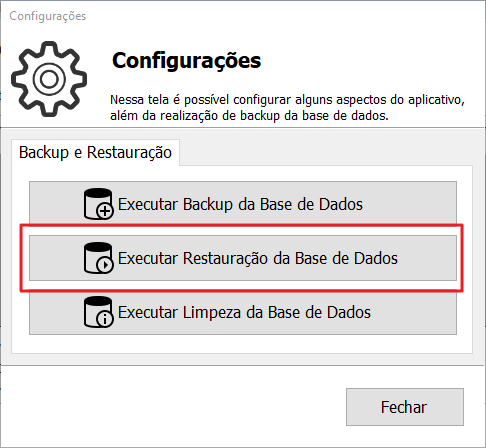 Configurações
Configurações
Nessa tela é possível configurar alguns aspectos do aplicativo,
além da realização de backup da base de dados.
Backup e Restauração
Executar Backup da Base de Dados
Executar Restauração da Base de Dados
Executar Limpeza da Base de Dados
Fechar